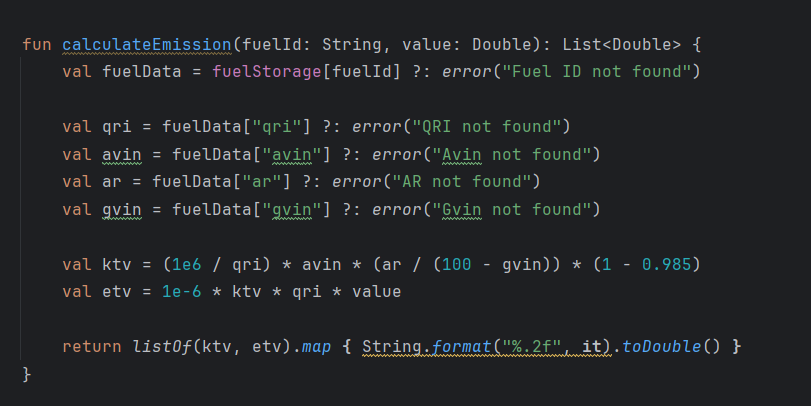 fun calculateEmission(fuelId: String, value: Double): List<Double> {
    val fuelData = fuelStorage[fuelId] ?: error("Fuel ID not found")

    val qri = fuelData["qri"] ?: error("QRI not found")
    val avin = fuelData["avin"] ?: error("Avin not found")
    val ar = fuelData["ar"] ?: error("AR not found")
    val gvin = fuelData["gvin"] ?: error("Gvin not found")

    val ktv = (1e6 / qri) * avin * (ar / (100 - gvin)) * (1 - 0.985)
    val etv = 1e-6 * ktv * qri * value

    return listOf(ktv, etv).map { String.format("%.2f", it).toDouble() }
}